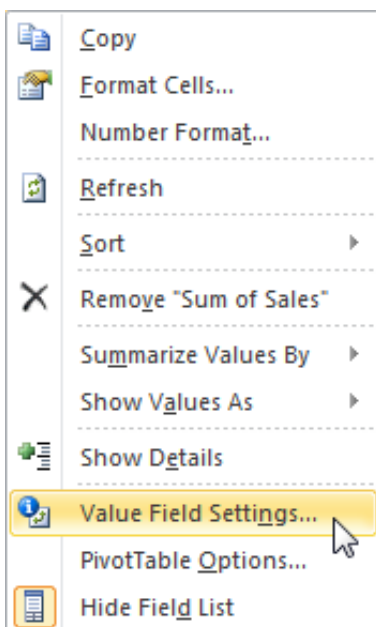 Copy
Format Cells...
Number Format...
Refresh
Sort
Remove "Sum of Sales"
Summarize Values By
Show Values As
Show Details
Value Field Settings...
PivotTable Options...
Hide Field List